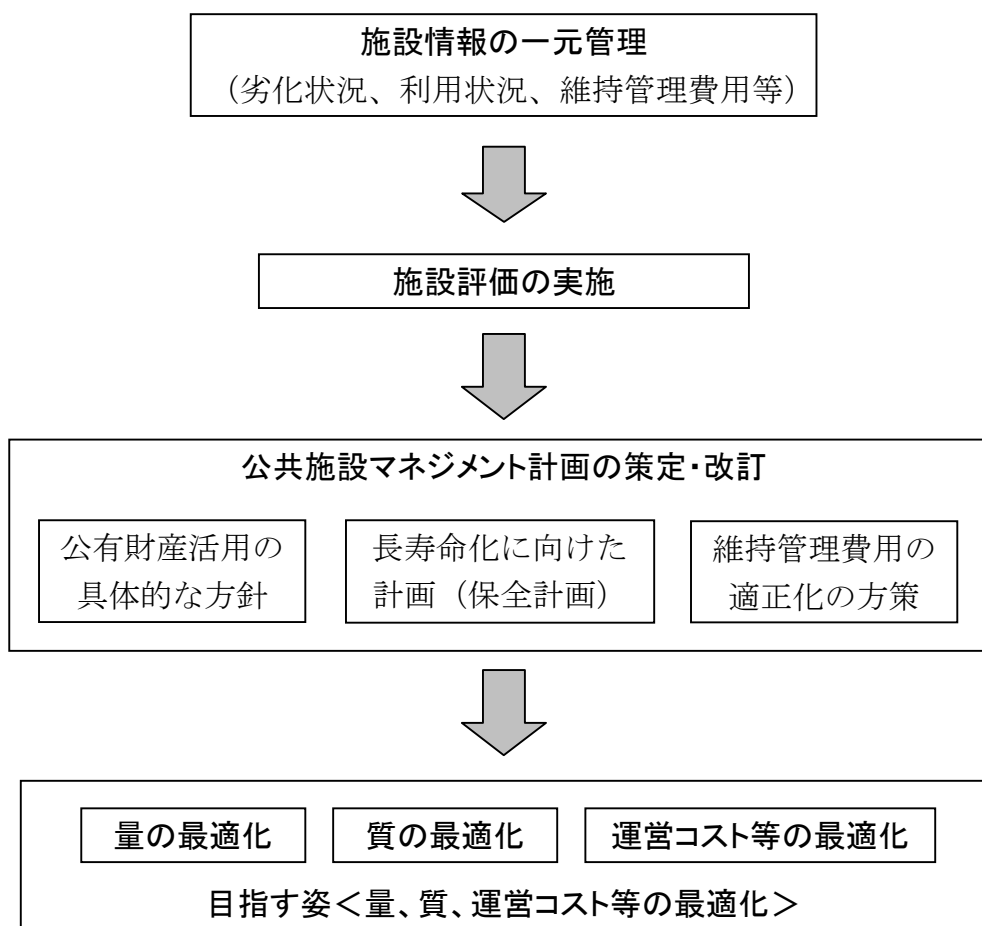 施設情報の一元管理
（劣化状況、利用状況、維持管理費用等）
施設評価の実施
公共施設マネジメント計画の策定・改訂
公有財産活用の
具体的な方針
長寿命化に向けた
計画（保全計画）
維持管理費用の
適正化の方策
量の最適化
質の最適化
運営コスト等の最適化
目指す姿＜量、質、運営コスト等の最適化＞